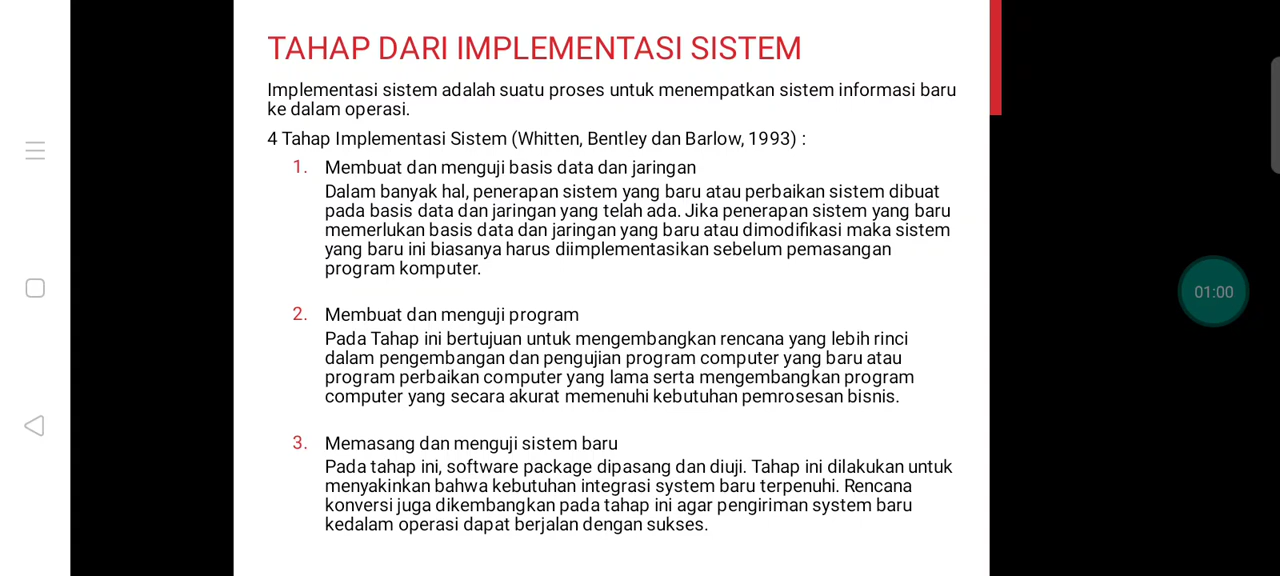 TAHAP DARI IMPLEMENTASI SISTEM
Implementasi sistem adalah suatu proses untuk menempatkan sistem informasi baru
ke dalam operasi.
4 Tahap Implementasi Sistem (Whitten, Bentley dan Barlow, 1993) :
1. Membuat dan menguji basis data dan jaringan
Dalam banyak hal, penerapan sistem yang baru atau perbaikan sistem dibuat
pada basis data dan jaringan yang telah ada. Jika penerapan sistem yang baru
memerlukan basis data dan jaringan yang baru atau dimodifikasi maka sistem
yang baru ini biasanya harus diimplementasikan sebelum pemasangan
program komputer.
2. Membuat dan menguji program
Pada Tahap ini bertujuan untuk mengembangkan rencana yang lebih rinci
dalam pengembangan dan pengujian program computer yang baru atau
program perbaikan computer yang lama serta mengembangkan program
computer yang secara akurat memenuhi kebutuhan pemrosesan bisnis.
3. Memasang dan menguji sistem baru
Pada tahap ini, software package dipasang dan diuji. Tahap ini dilakukan untuk
menyakinkan bahwa kebutuhan integrasi system baru terpenuhi. Rencana
konversi juga dikembangkan pada tahap ini agar pengiriman system baru
kedalam operasi dapat berjalan dengan sukses.
01:00